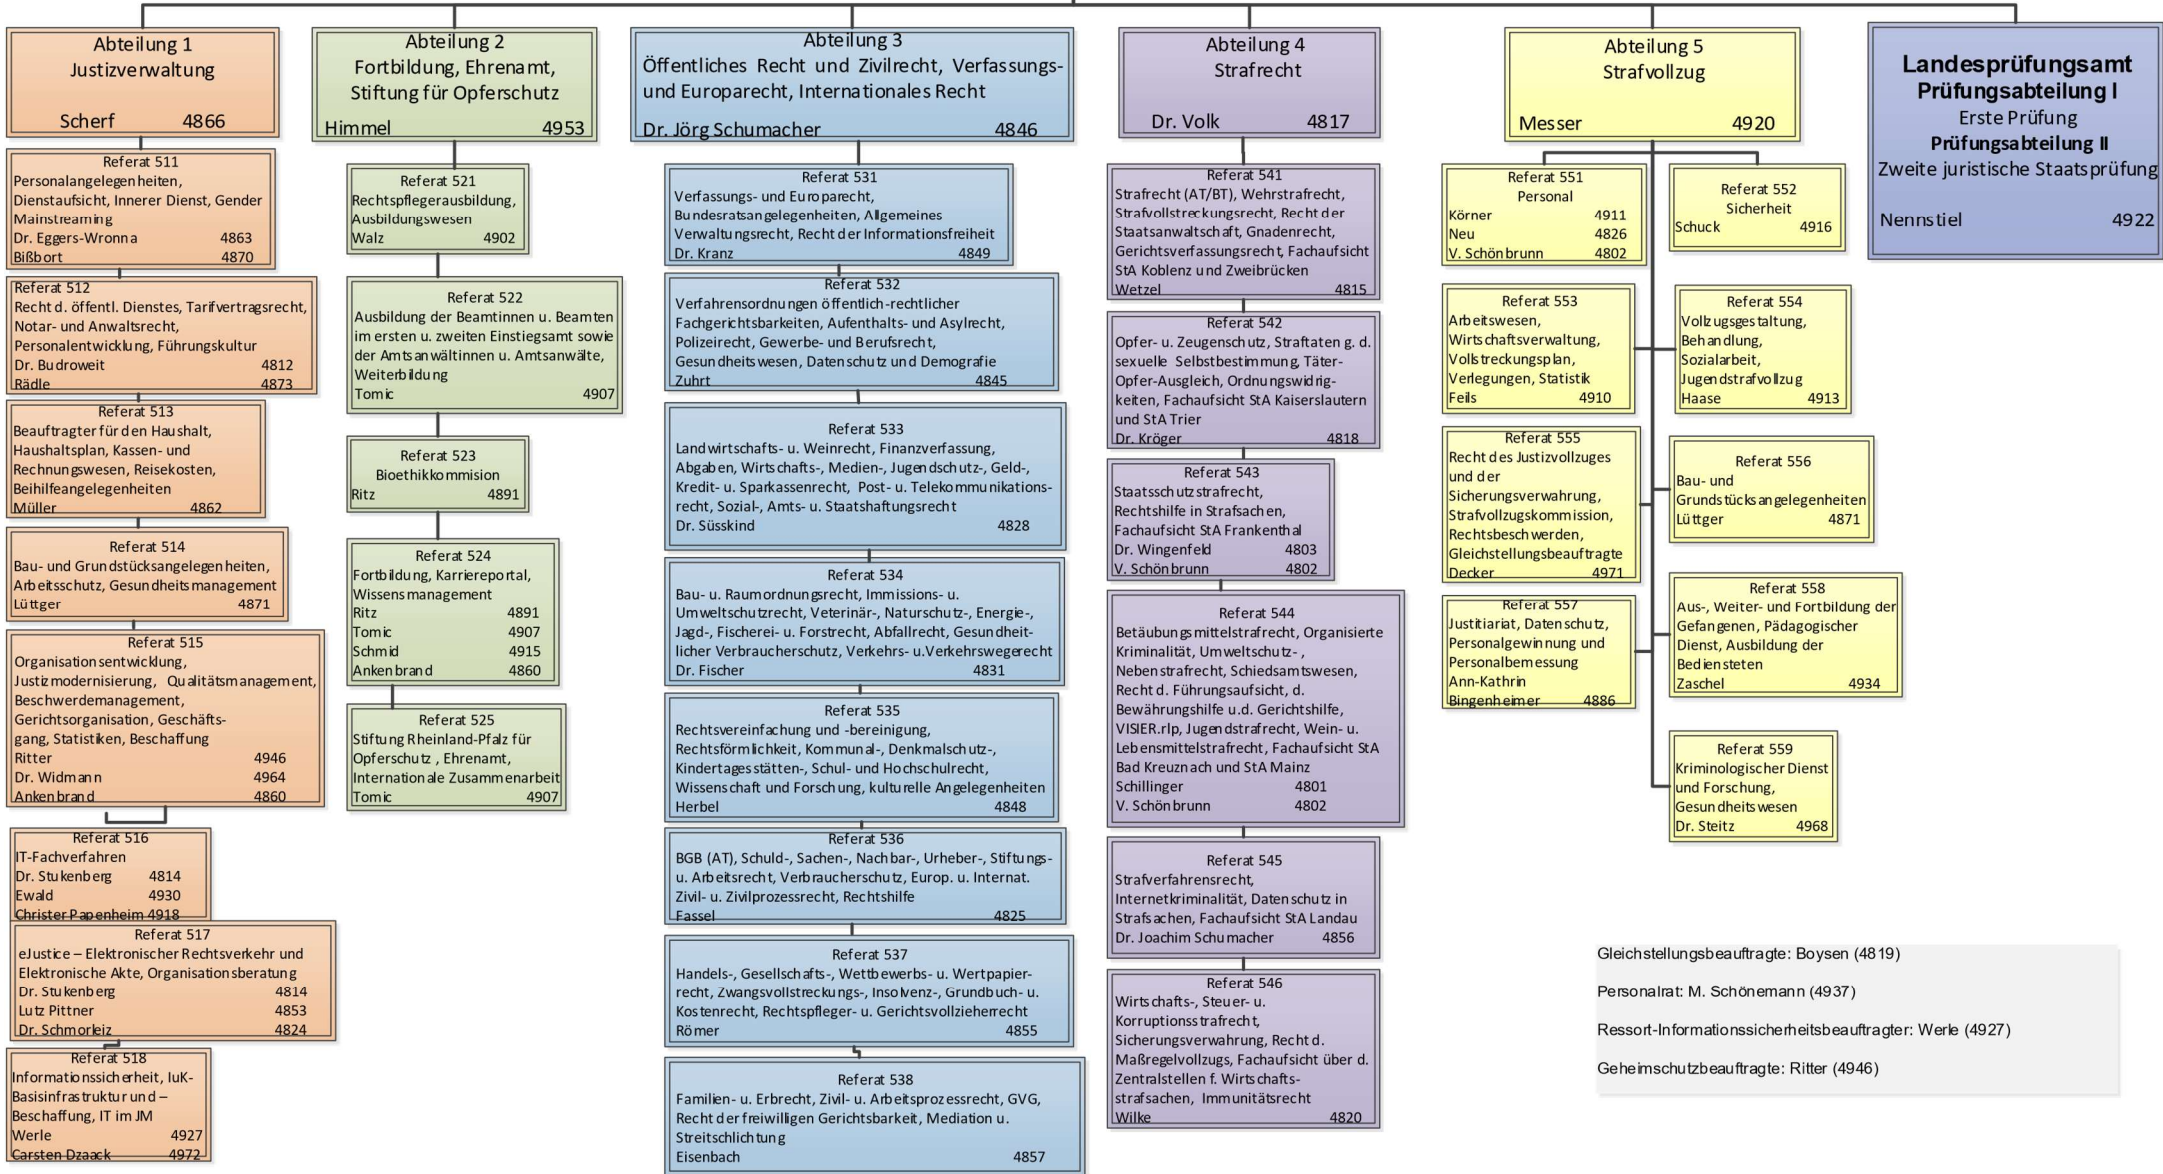 Abteilung 1
Justizverwaltung
Scherf 4866
Referat 511
Personalangelegenheiten,
Dienstaufsicht, Innerer Dienst, Gender
Mainstreaming
Dr. Eggers-Wronna 4863
Bißbort 4870
Referat 512
Recht d. öffentl. Dienstes, Tarifvertragsrecht,
Notar- und Anwaltsrecht,
Personalentwicklung, Führungskultur
Dr. Budroweit 4812
Rädle 4873
Referat 513
Beauftragter für den Haushalt,
Haushaltsplan, Kassen- und
Rechnungswesen, Reisekosten,
Beihilfeangelegenheiten
Müller 4862
Referat 514
Bau- und Grundstücksangelegenheiten,
Arbeitsschutz, Gesundheitsmanagement
Lüttger 4871
Referat 515
Organisationsentwicklung,
Justizmodernisierung, Qualitätsmanagement,
Beschwerdemanagement,
Gerichtsorganisation, Geschäfts-
gang, Statistiken, Beschaffung
Ritter 4946
Dr. Widmann 4964
Ankenbrand 4860
Referat 516
IT-Fachverfahren
Dr. Stukenberg 4814
Ewald 4930
Christer Papenheim 4918
Referat 517
eJustice – Elektronischer Rechtsverkehr und
Elektronische Akte, Organisationsberatung
Dr. Stukenberg 4814
Lutz Pittner 4853
Dr. Schmorleiz 4824
Referat 518
Informationssicherheit, IuK-
Basinfrastruktur und –
Beschaffung, IT im JM
Werle 4927
Carsten Dzaack 4972
Abteilung 2
Fortbildung, Ehrenamt,
Stiftung für Opferschutz
Himmel 4953
Referat 521
Rechtspflegerausbildung,
Ausbildungswesen
Walz 4902
Referat 522
Ausbildung der Beamtinnen u. Beamten
im ersten u. zweiten Einstiegsamt sowie
der Amtsanwältinnen u. Amtsanwälte,
Weiterbildung
Tomic 4907
Referat 523
Bioethikkommision
Ritz 4891
Referat 524
Fortbildung, Karriereportal,
Wissensmanagement
Ritz 4891
Tomic 4907
Schmid 4915
Ankenbrand 4860
Referat 525
Stiftung Rheinland-Pfalz für
Opferschutz , Ehrenamt,
Internationale Zusammenarbeit
Tomic 4907
Abteilung 3
Öffentliches Recht und Zivilrecht, Verfassungs-
und Europarecht, Internationales Recht
Dr. Jörg Schumacher 4846
Referat 531
Verfassungs- und Europarecht,
Bundesratsangelegenheiten, Allgemeines
Verwaltungsrecht, Recht der Informationsfreiheit
Dr. Kranz 4849
Referat 532
Verfahrensordnungen öffentlich-rechtlicher
Fachgerichtsbarkeiten, Aufenthalts- und Asylrecht,
Polizeirecht, Gewerbe- und Berufsrecht,
Gesundheitswesen, Datenschutz und Demografie
Zuhrt 4845
Referat 533
Landwirtschafts- u. Weinrecht, Finanzverfassung,
Abgaben, Wirtschafts-, Medien-, Jugendschutz-, Geld-,
Kredit- u. Sparkassenrecht, Post- u. Telekommunikations-
recht, Sozial-, Amts- u. Staatshaftungsrecht
Dr. Süsskind 4828
Referat 534
Bau- u. Raumordnungsrecht, Immissions- u.
Umweltschutzrecht, Veterinär-, Naturschutz-, Energie-,
Jagd-, Fischerei- u. Forstrecht, Abfallrecht, Gesundheit-
licher Verbraucherschutz, Verkehrs- u.Verkehrswegerecht
Dr. Fischer 4831
Referat 535
Rechtsvereinfachung und -bereinigung,
Rechtsförmlichkeit, Kommunal-, Denkmalschutz-,
Kindertagesstätten-, Schul- und Hochschulrecht,
Wissenschaft und Forschung, kulturelle Angelegenheiten
Herbel 4848
Referat 536
BGB (AT), Schuld-, Sachen-, Nachbar-, Urheber-, Stiftungs-
u. Arbeitsrecht, Verbraucherschutz, Europ. u. Internat.
Zivil- u. Zivilprozessrecht, Rechtshilfe
Fassel 4825
Referat 537
Handels-, Gesellschafts-, Wettbewerbs- u. Wertpapier-
recht, Zwangsvollstreckungs-, Insolvenz-, Grundbuch- u.
Kostenrecht, Rechtspfleger- u. Gerichtsvollzieherrecht
Römer 4855
Referat 538
Familien- u. Erbrecht, Zivil- u. Arbeitsprozessrecht, GVG,
Recht der freiwilligen Gerichtsbarkeit, Mediation u.
Streitschlichtung
Eisenbach 4857
Abteilung 4
Strafrecht
Dr. Volk 4817
Referat 541
Strafrecht (AT/BT), Wehrstrafrecht,
Strafvollstreckungsrecht, Recht der
Staatsanwaltschaft, Gnadenrecht,
Gerichtsverfassungsrecht, Fachaufsicht
StA Koblenz und Zweibrücken
Wetzel 4815
Referat 542
Opfer- u. Zeugenschutz, Straftaten g. d.
sexuelle Selbstbestimmung, Täter-
Opfer-Ausgleich, Ordnungswidrig-
keiten, Fachaufsicht StA Kaiserslautern
und StA Trier
Dr. Kröger 4818
Referat 543
Staatsschutzstrafrecht,
Rechtshilfe in Strafsachen,
Fachaufsicht StA Frankenthal
Dr. Wingenfeld 4803
V. Schönbrunn 4802
Referat 544
Betäubungsmittelstrafrecht, Organisierte
Kriminalität, Umweltschutz- ,
Nebenstrafrecht, Schiedsamtswesen,
Recht d. Führungsaufsicht, d.
Bewährungshilfe u.d. Gerichtshilfe,
VISIER.rlp, Jugendstrafrecht, Wein- u.
Lebensmittelstrafrecht, Fachaufsicht StA
Bad Kreuznach und StA Mainz
Schillinger 4801
V. Schönbrunn 4802
Referat 545
Strafverfahrensrecht,
Internetkriminalität, Datenschutz in
Strafsachen, Fachaufsicht StA Landau
Dr. Joachim Schumacher 4856
Referat 546
Wirtschafts-, Steuer- u.
Korruptionsstrafrecht,
Sicherungsverwahrung, Recht d.
Maßregelvollzugs, Fachaufsicht über d.
Zentralstellen f. Wirtschafts-
strafsachen, Immunitätsrecht
Wilke 4820
Abteilung 5
Strafvollzug
Messer 4920
Referat 551
Personal
Körner 4911
Neu 4826
V. Schönbrunn 4802
Referat 552
Sicherheit
Schuck 4916
Referat 553
Arbeitswesen,
Wirtschaftsverwaltung,
Vollstreckungsplan,
Verlegungen, Statistik
Feils 4910
Referat 554
Vollzugsgestaltung,
Behandlung,
Sozialarbeit,
Jugendstrafvollzug
Haase 4913
Referat 555
Recht des Justizvollzuges
und der
Sicherungsverwahrung,
Strafvollzugskommission,
Rechtsbeschwerden,
Gleichstellungsbeauftragte
Decker 4971
Referat 556
Bau- und
Grundstücksangelegenheiten
Lüttger 4871
Referat 557
Justitiariat, Datenschutz,
Personalgewinnung und
Personalbemessung
Ann-Kathrin
Bingenheimer 4886
Referat 558
Aus-, Weiter- und Fortbildung der
Gefangenen, Pädagogischer
Dienst, Ausbildung der
Bediensteten
Zaschel 4934
Referat 559
Kriminologischer Dienst
und Forschung,
Gesundheitswesen
Dr. Steitz 4968
Landesprüfungsamt
Prüfungsabteilung I
Erste Prüfung
Prüfungsabteilung II
Zweite juristische Staatsprüfung
Nennstiel 4922
Gleichstellungsbeauftragte: Boysen (4819)
Personalrat: M. Schönemann (4937)
Ressort-Informationssicherheitsbeauftragter: Werle (4927)
Geheimschutzbeauftragte: Ritter (4946)